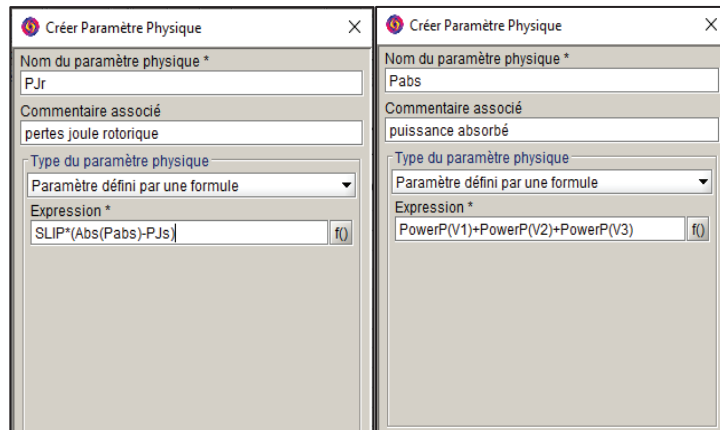 Créer Paramètre Physique
Nom du paramètre physique *
PJr
Commentaire associé
pertes joule rotorique
Type du paramètre physique
Paramètre défini par une formule
Expression *
SLIP*(Abs(Pabs)-PJs)
f()
Créer Paramètre Physique
Nom du paramètre physique *
Pabs
Commentaire associé
puissance absorbé
Type du paramètre physique
Paramètre défini par une formule
Expression *
PowerP(V1)+PowerP(V2)+PowerP(V3)
f()